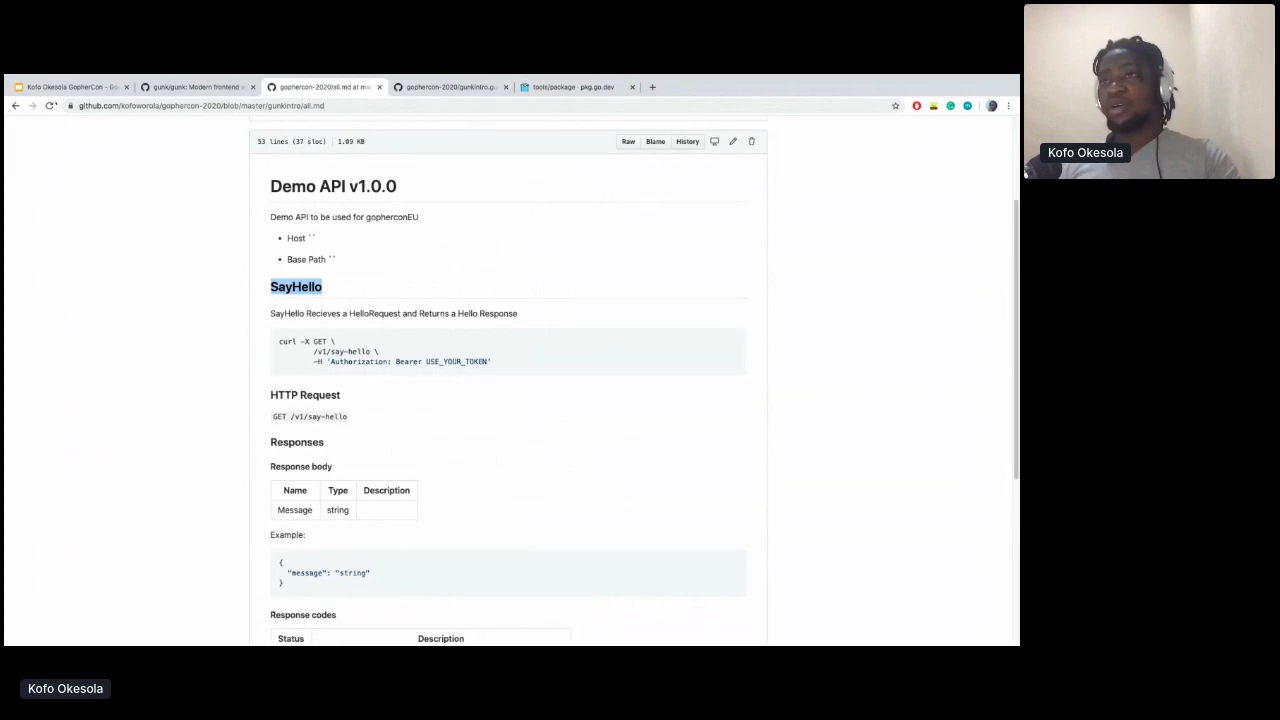 Kofo Okesola GopherCon - Go
gunk/gunk: Modern frontend a
gophercon-2020/all.md at mas
gophercon-2020/gunkintro.gu
tools/package · pkg.go.dev
github.com/kofoworola/gophercon-2020/blob/master/gunkintro/all.md
Kofo Okesola
53 lines (37 sloc) | 1.09 KB
Raw
Blame
History
Demo API v1.0.0
Demo API to be used for gopherconEU
• Host ``
• Base Path ``
SayHello
SayHello Recieves a HelloRequest and Returns a Hello Response
curl -X GET \
/v1/say-hello \
-H 'Authorization: Bearer USE_YOUR_TOKEN'
HTTP Request
GET /v1/say-hello
Responses
Response body
Name Type Description
Message string
Example:
{
"message": "string"
}
Response codes
Status Description
Kofo Okesola